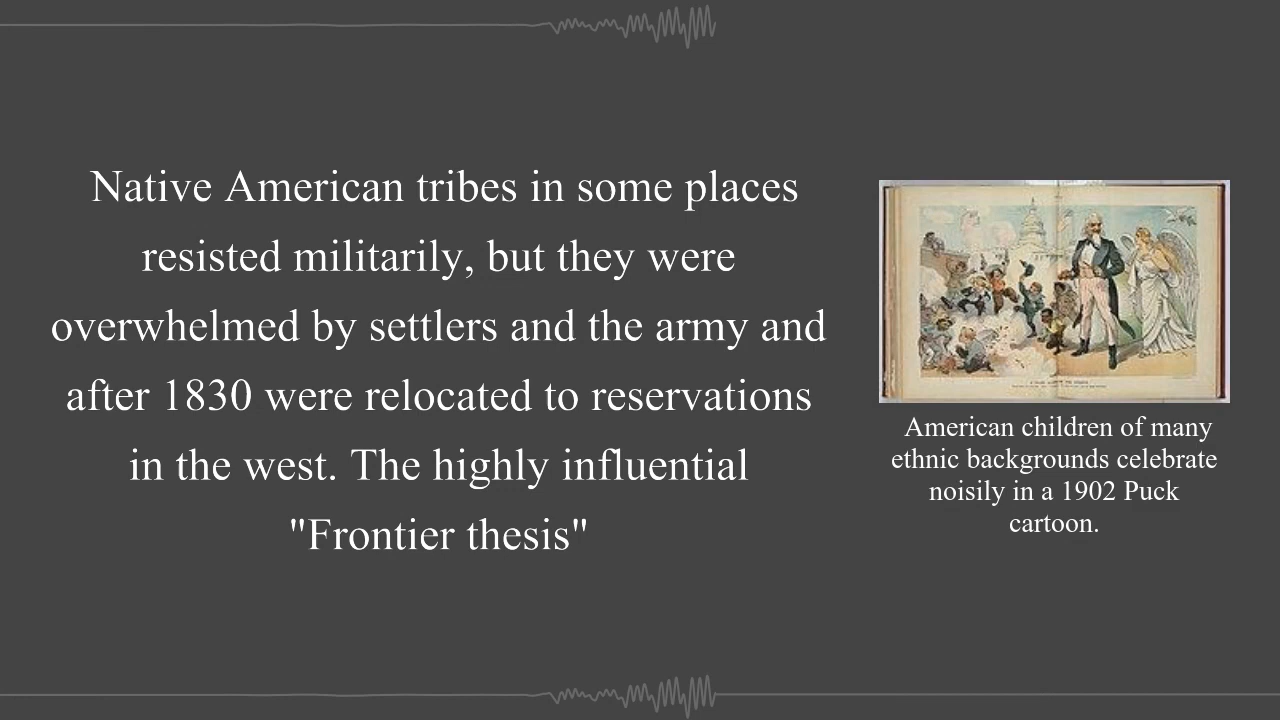 Native American tribes in some places
resisted militarily, but they were
overwhelmed by settlers and the army and
after 1830 were relocated to reservations
in the west. The highly influential
"Frontier thesis"
American children of many
ethnic backgrounds celebrate
noisily in a 1902 Puck
cartoon.